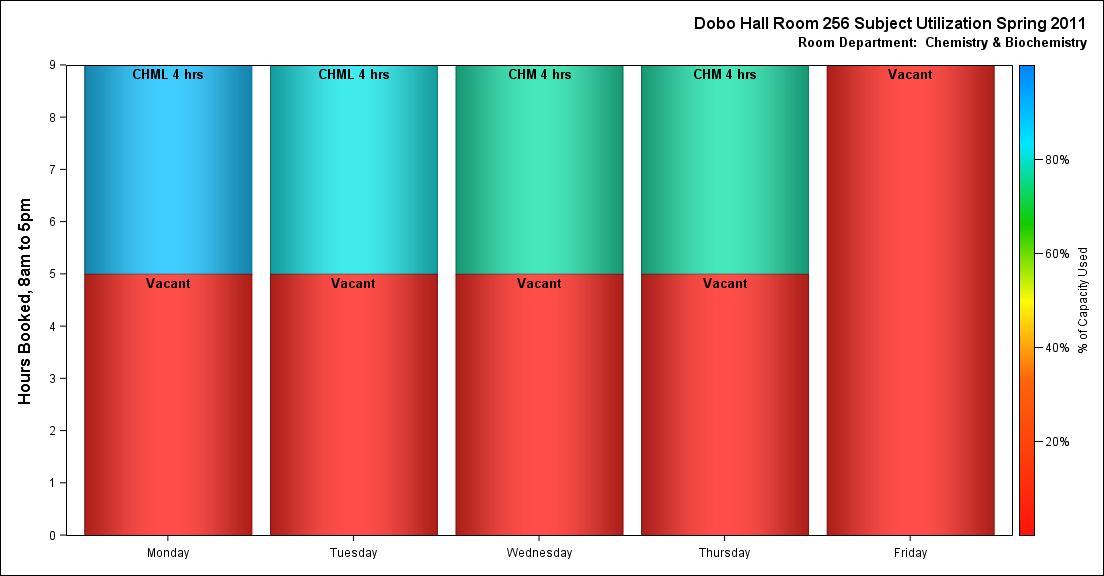 Dobo Hall Room 256 Subject Utilization Spring 2011
Room Department:  Chemistry & Biochemistry
Hours Booked, 8am to 5pm
9
8
7
6
5
4
3
2
1
0
CHML 4 hrs
CHML 4 hrs
CHM 4 hrs
CHM 4 hrs
Vacant
Vacant
Vacant
Vacant
Vacant
Monday
Tuesday
Wednesday
Thursday
Friday
80%
60%
40%
20%
% of Capacity Used